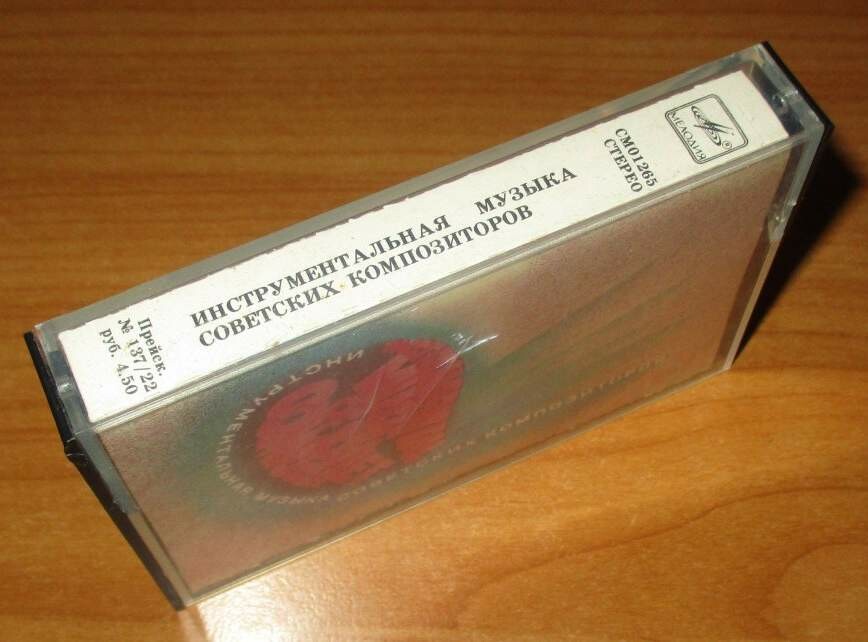 Прейск.
№ 137/22
руб. 4.50
ИНСТРУМЕНТАЛЬНАЯ МУЗЫКА
СОВЕТСКИХ КОМПОЗИТОРОВ
СМ01265
СТЕРЕО
МЕЛОДИЯ
ИНСТРУМЕНТАЛЬНАЯ МУЗЫКА СОВЕТСКИХ КОМПОЗИТОРОВ